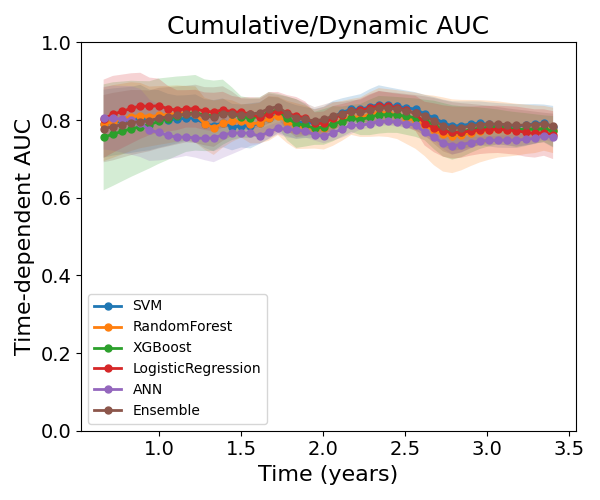 Cumulative/Dynamic AUC
Time-dependent AUC
1.0
0.8
0.6
0.4
0.2
0.0
SVM
RandomForest
XGBoost
LogisticRegression
ANN
Ensemble
1.0 1.5 2.0 2.5 3.0 3.5
Time (years)